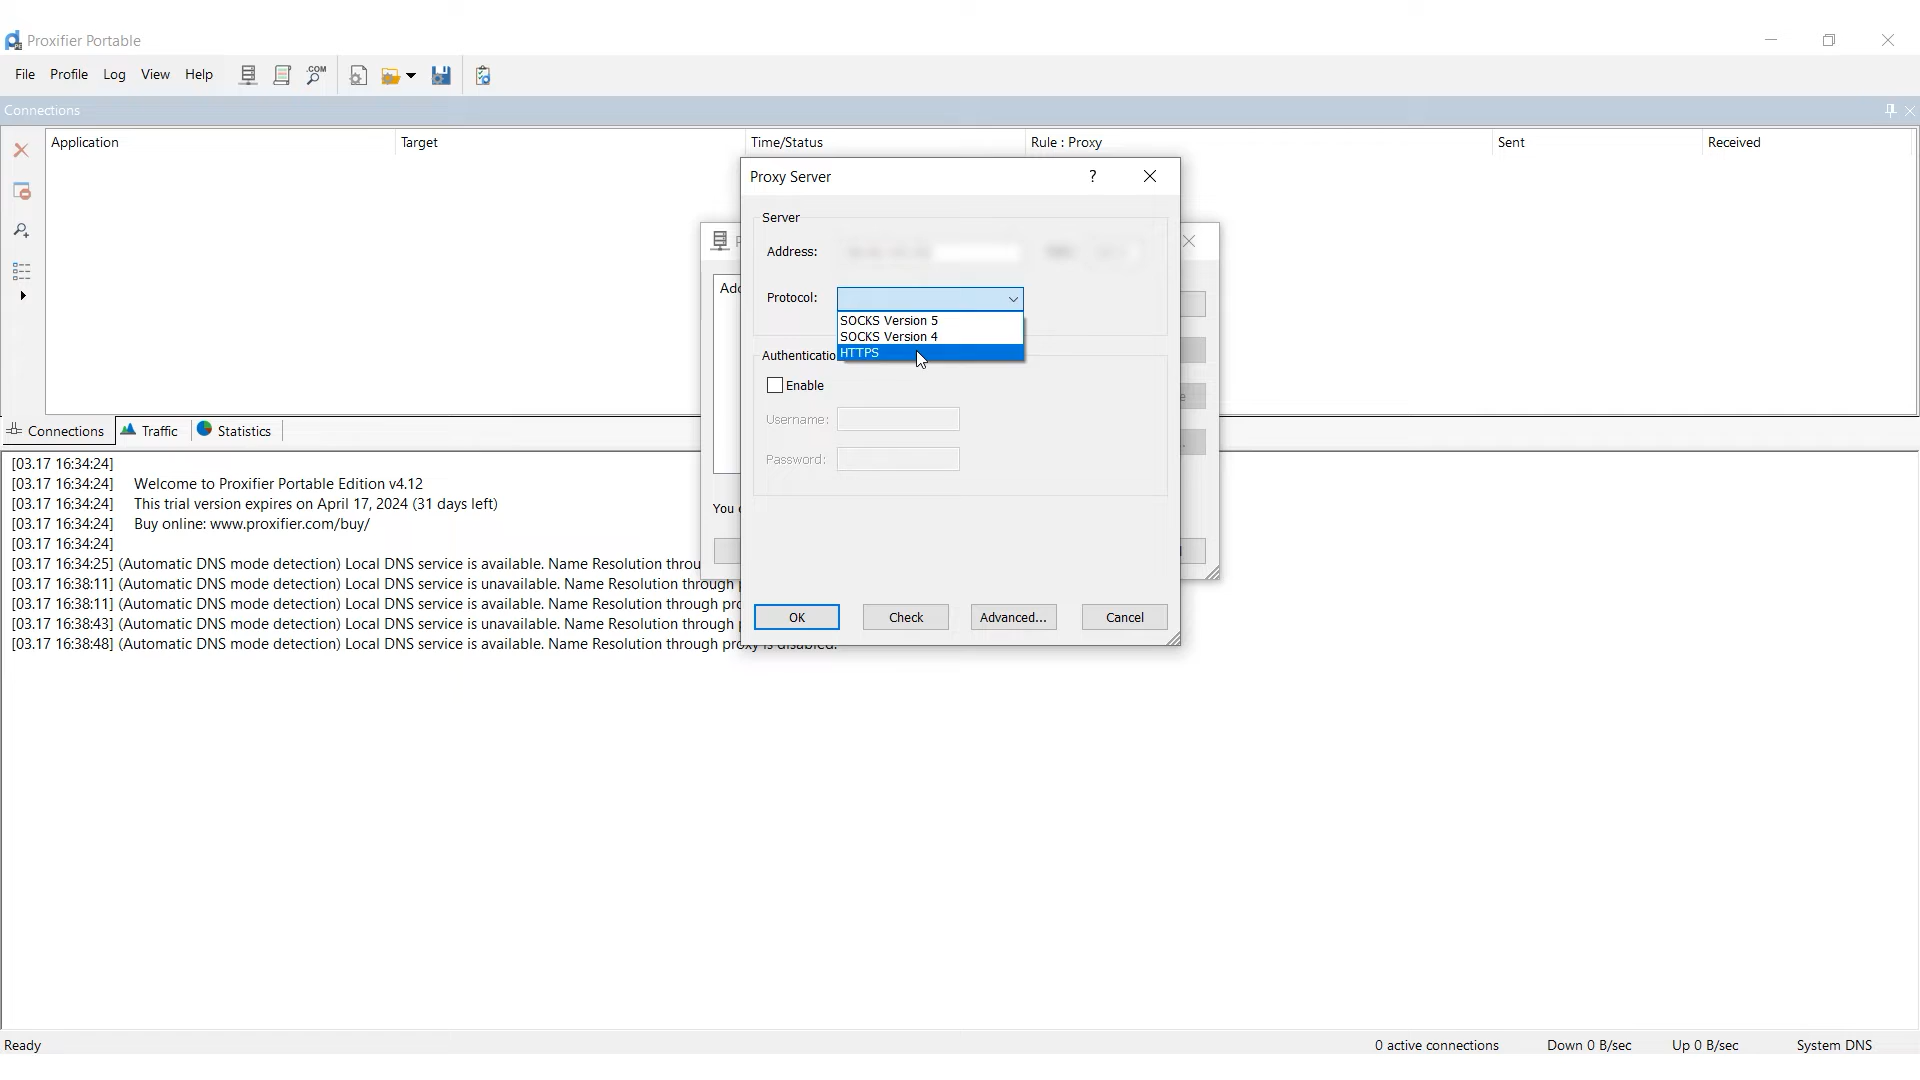 Proxifier Portable
File Profile Log View Help .COM
Connections
Application Target Time/Status Rule : Proxy Sent Received
Proxy Server ?
Server
Address:
Protocol:
SOCKS Version 5
SOCKS Version 4
HTTPS
Authenticatio
Enable
Username:
Password:
You
OK Check Advanced... Cancel
Connections Traffic Statistics
[03.17 16:34:24]
[03.17 16:34:24] Welcome to Proxifier Portable Edition v4.12
[03.17 16:34:24] This trial version expires on April 17, 2024 (31 days left)
[03.17 16:34:24] Buy online: www.proxifier.com/buy/
[03.17 16:34:24]
[03.17 16:34:25] (Automatic DNS mode detection) Local DNS service is available. Name Resolution throu
[03.17 16:38:11] (Automatic DNS mode detection) Local DNS service is unavailable. Name Resolution through
[03.17 16:38:11] (Automatic DNS mode detection) Local DNS service is available. Name Resolution through pro
[03.17 16:38:43] (Automatic DNS mode detection) Local DNS service is unavailable. Name Resolution through
[03.17 16:38:48] (Automatic DNS mode detection) Local DNS service is available. Name Resolution through proxy is disabled.
Ready 0 active connections Down 0 B/sec Up 0 B/sec System DNS